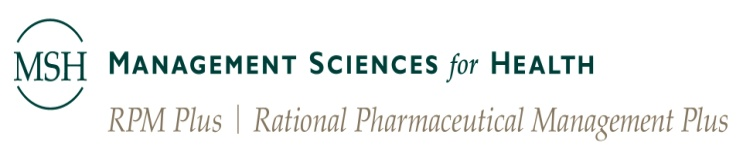 MSH MANAGEMENT SCIENCES for HEALTH
RPM Plus | Rational Pharmaceutical Management Plus